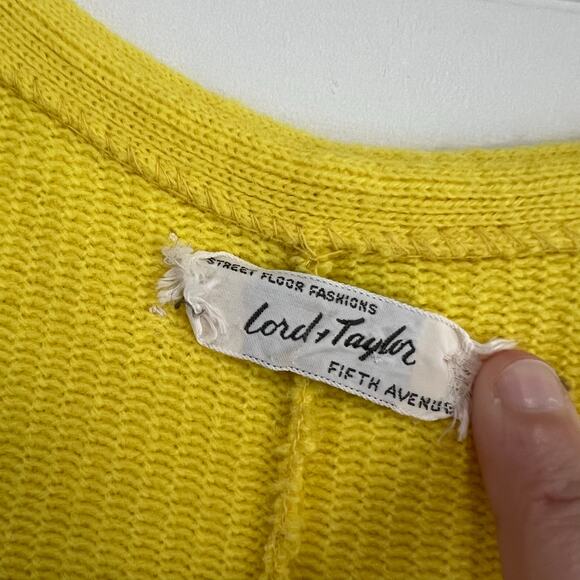 STREET FLOOR FASHIONS
Lord & Taylor
FIFTH AVENUE